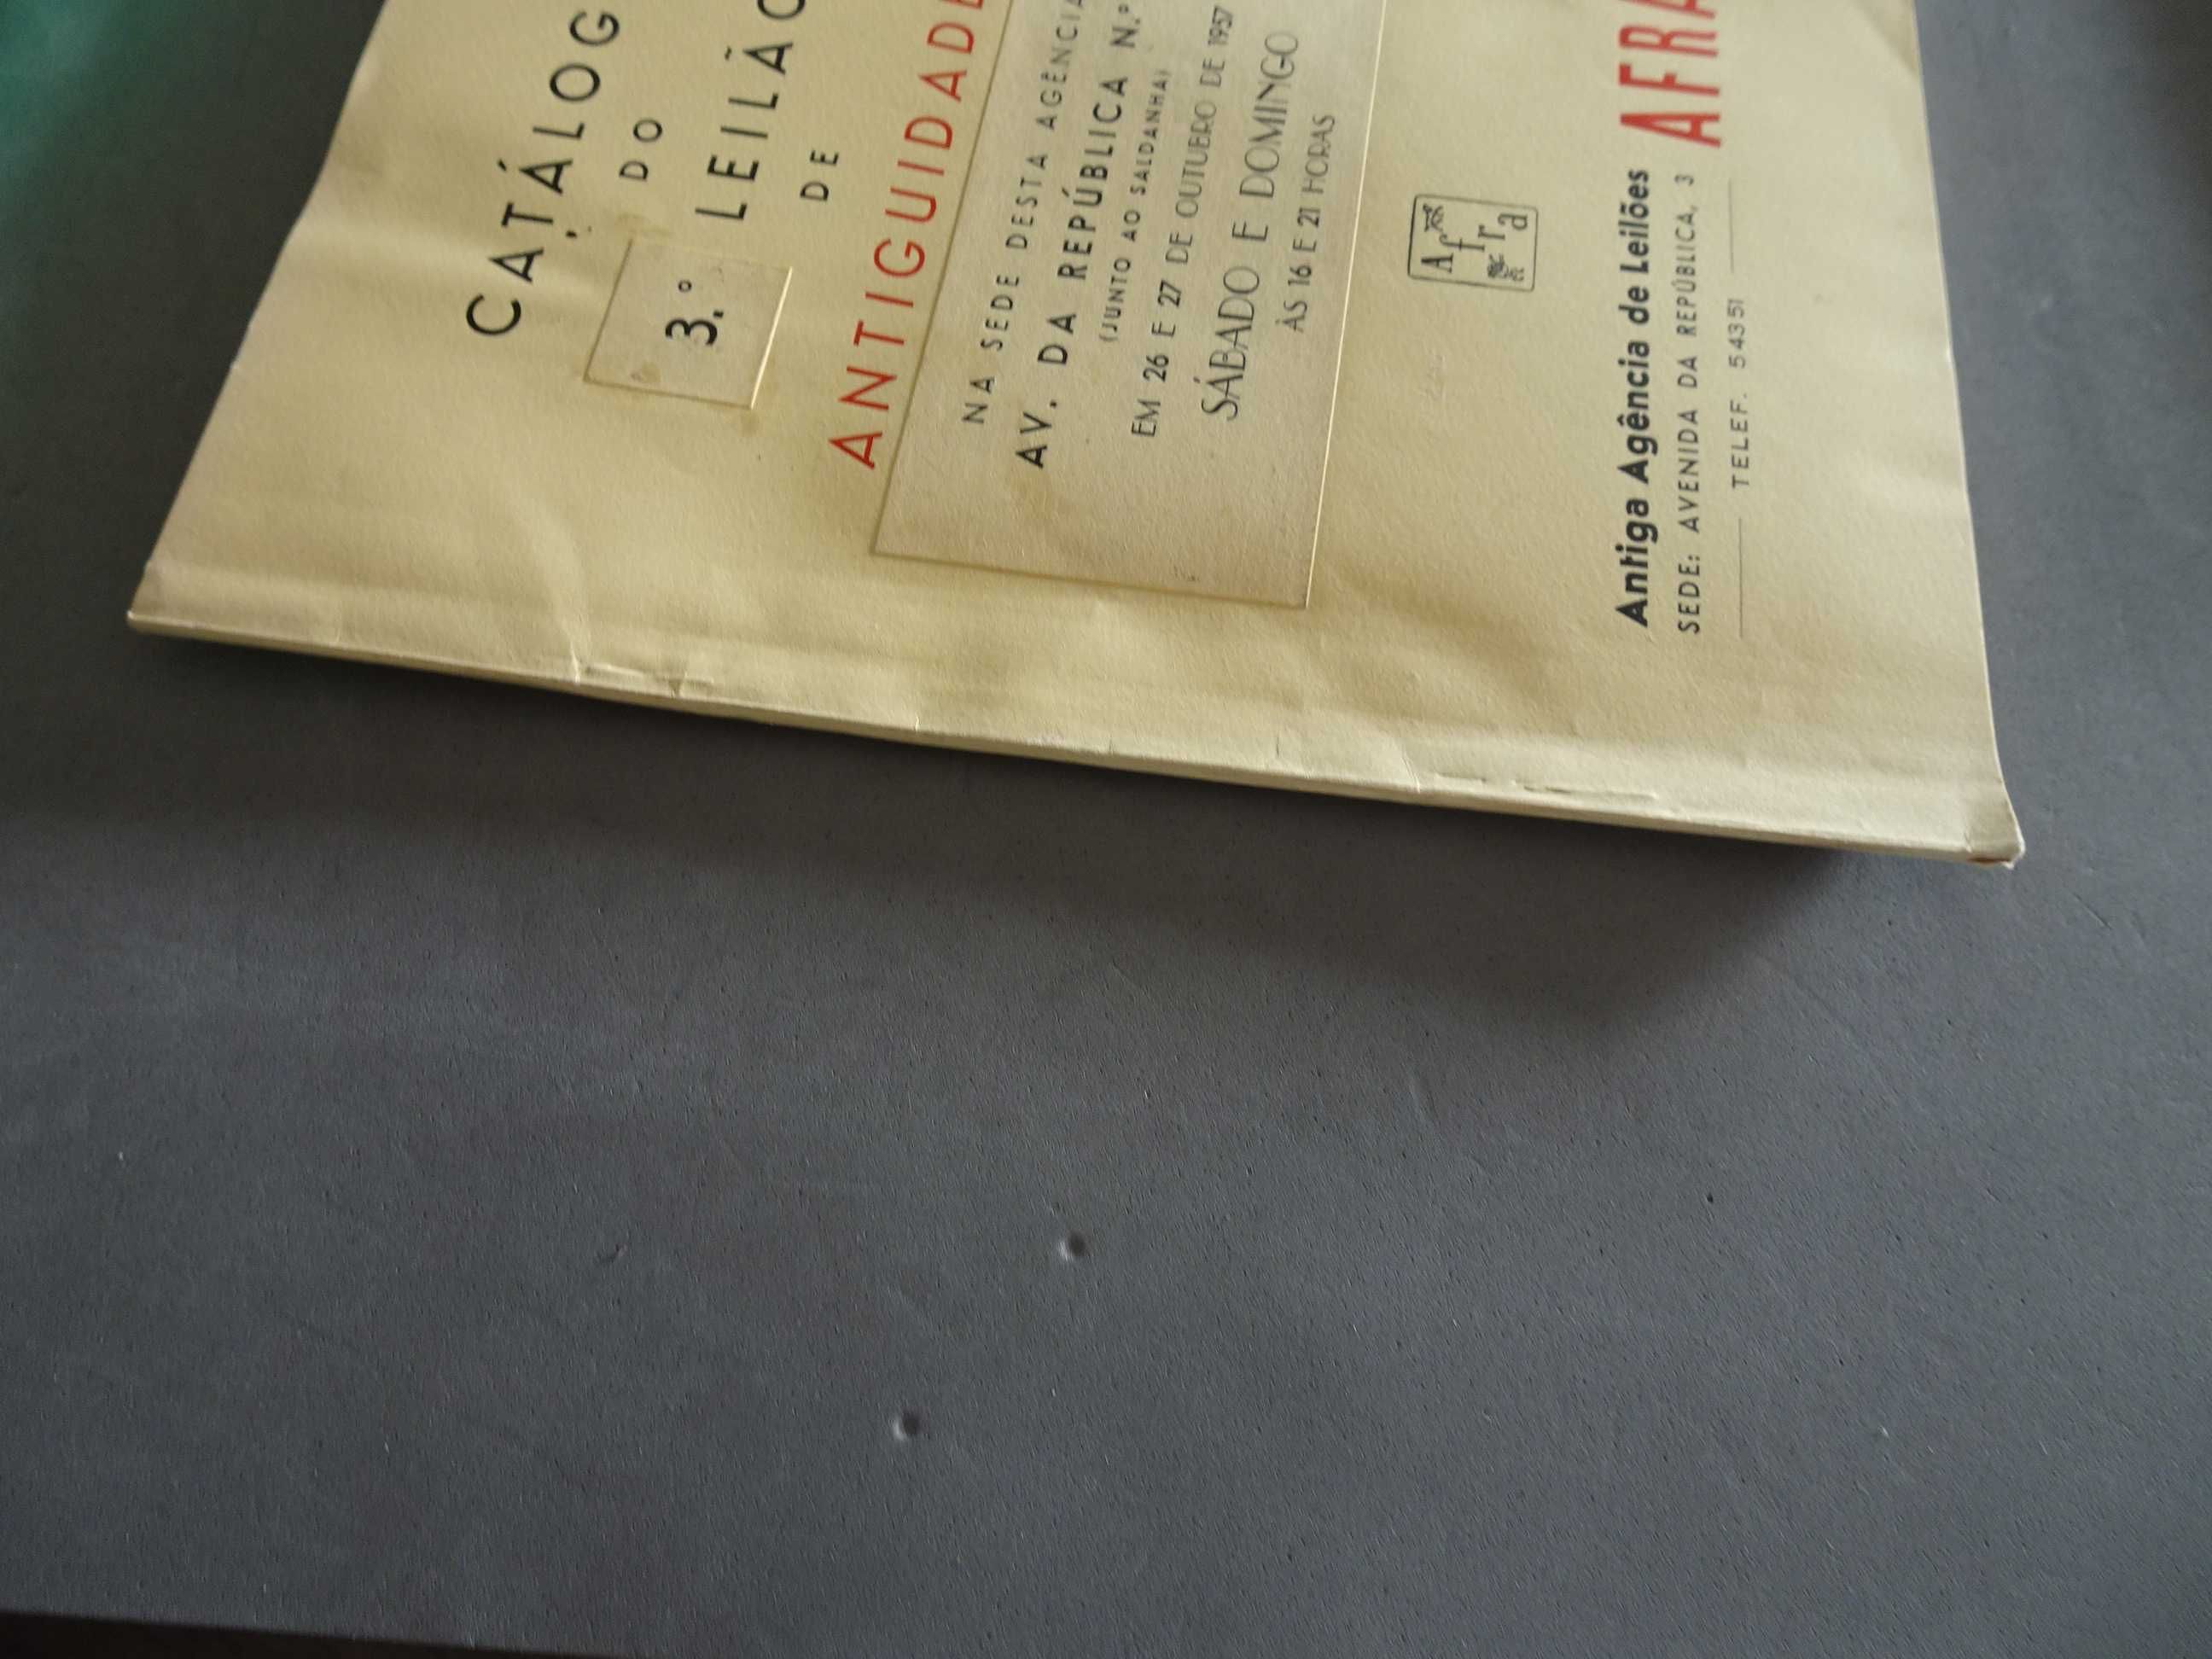 CATÁLOG
DO
3.º LEILÃO
DE
ANTIGUIDADE
NA SEDE DESTA AGÊNCIA
AV. DA REPÚBLICA N.º
(JUNTO AO SALDANHA)
EM 26 E 27 DE OUTUBRO DE 1957
SÁBADO E DOMINGO
ÀS 16 E 21 HORAS
Afra
Antiga Agência de Leilões AFRA
SEDE: AVENIDA DA REPÚBLICA, 3
TELEF. 54351